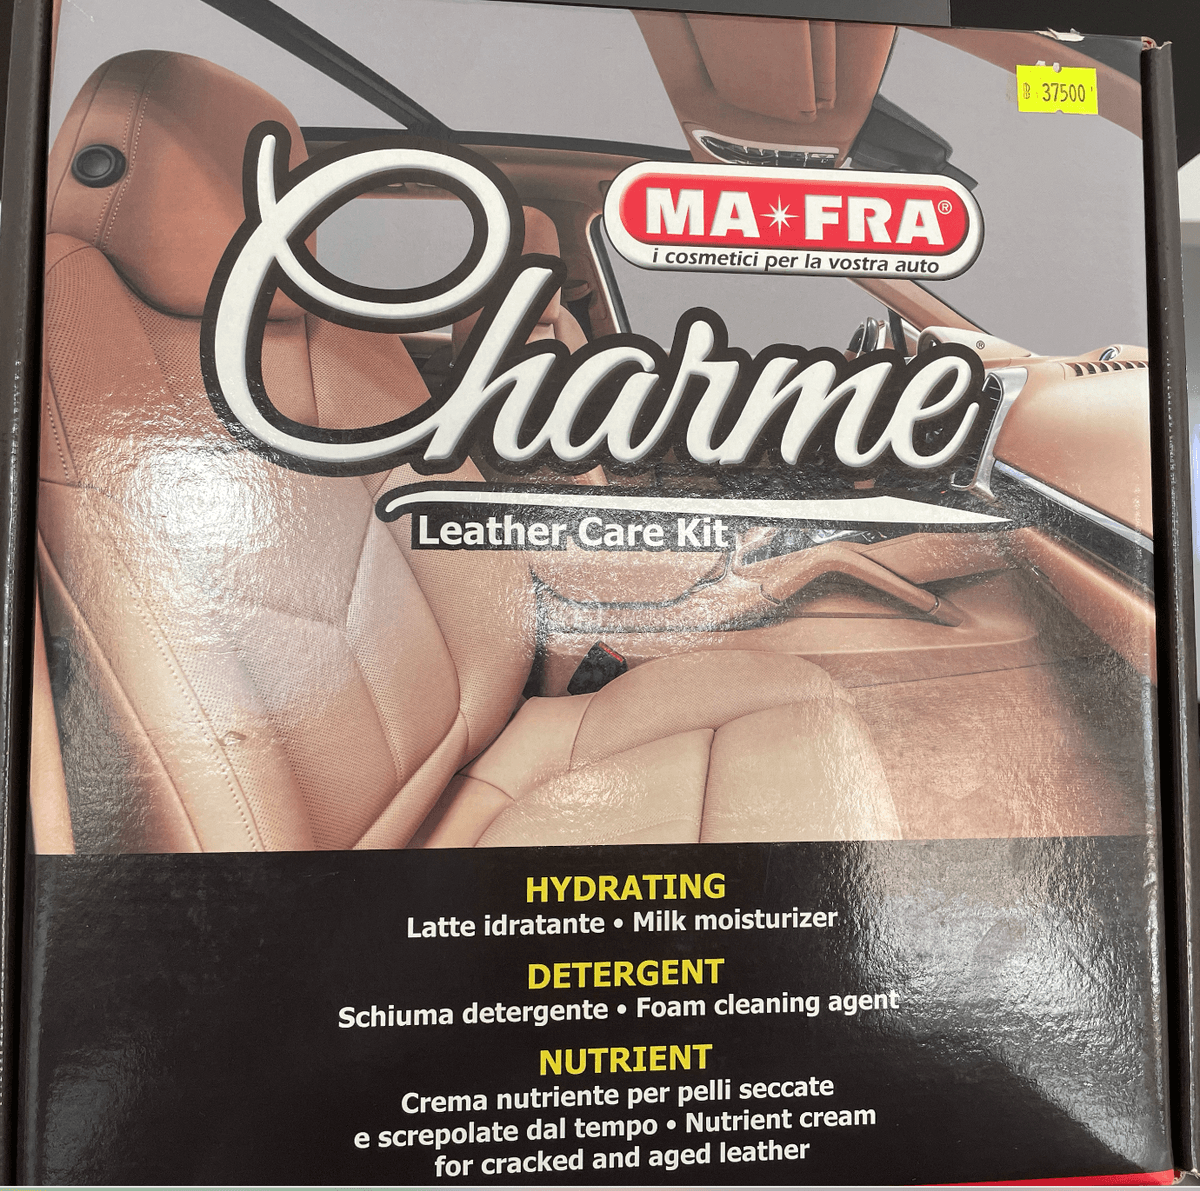 ฿ 37500
MA FRA®
i cosmetici per la vostra auto
Charme®
Leather Care Kit
HYDRATING
Latte idratante • Milk moisturizer
DETERGENT
Schiuma detergente • Foam cleaning agent
NUTRIENT
Crema nutriente per pelli seccate
e screpolate dal tempo • Nutrient cream
for cracked and aged leather